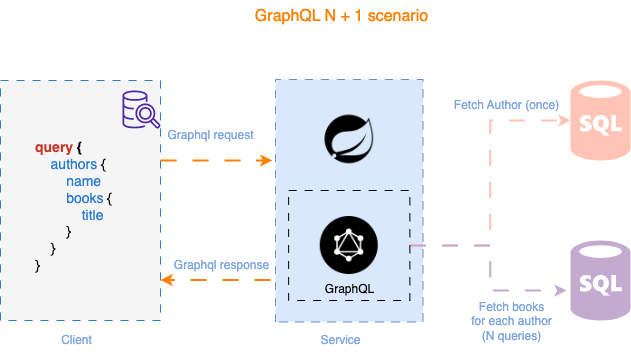 GraphQL N + 1 scenario
query {
authors {
name
books {
title
}
}
}
Client
Graphql request
Graphql response
GraphQL
Service
Fetch Author (once)
SQL
SQL
Fetch books
for each author
(N queries)